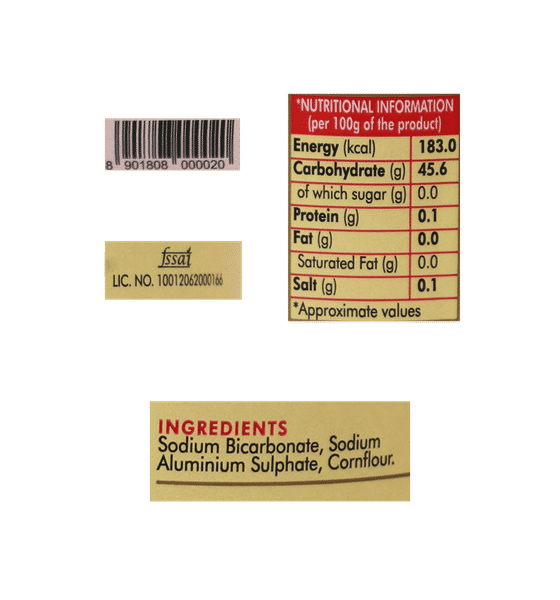 8 901808 000020
*NUTRITIONAL INFORMATION
(per 100g of the product)
Energy (kcal) 183.0
Carbohydrate (g) 45.6
of which sugar (g) 0.0
Protein (g) 0.1
Fat (g) 0.0
Saturated Fat (g) 0.0
Salt (g) 0.1
*Approximate values
fssai
LIC. NO. 10012062000166
INGREDIENTS
Sodium Bicarbonate, Sodium
Aluminium Sulphate, Cornflour.